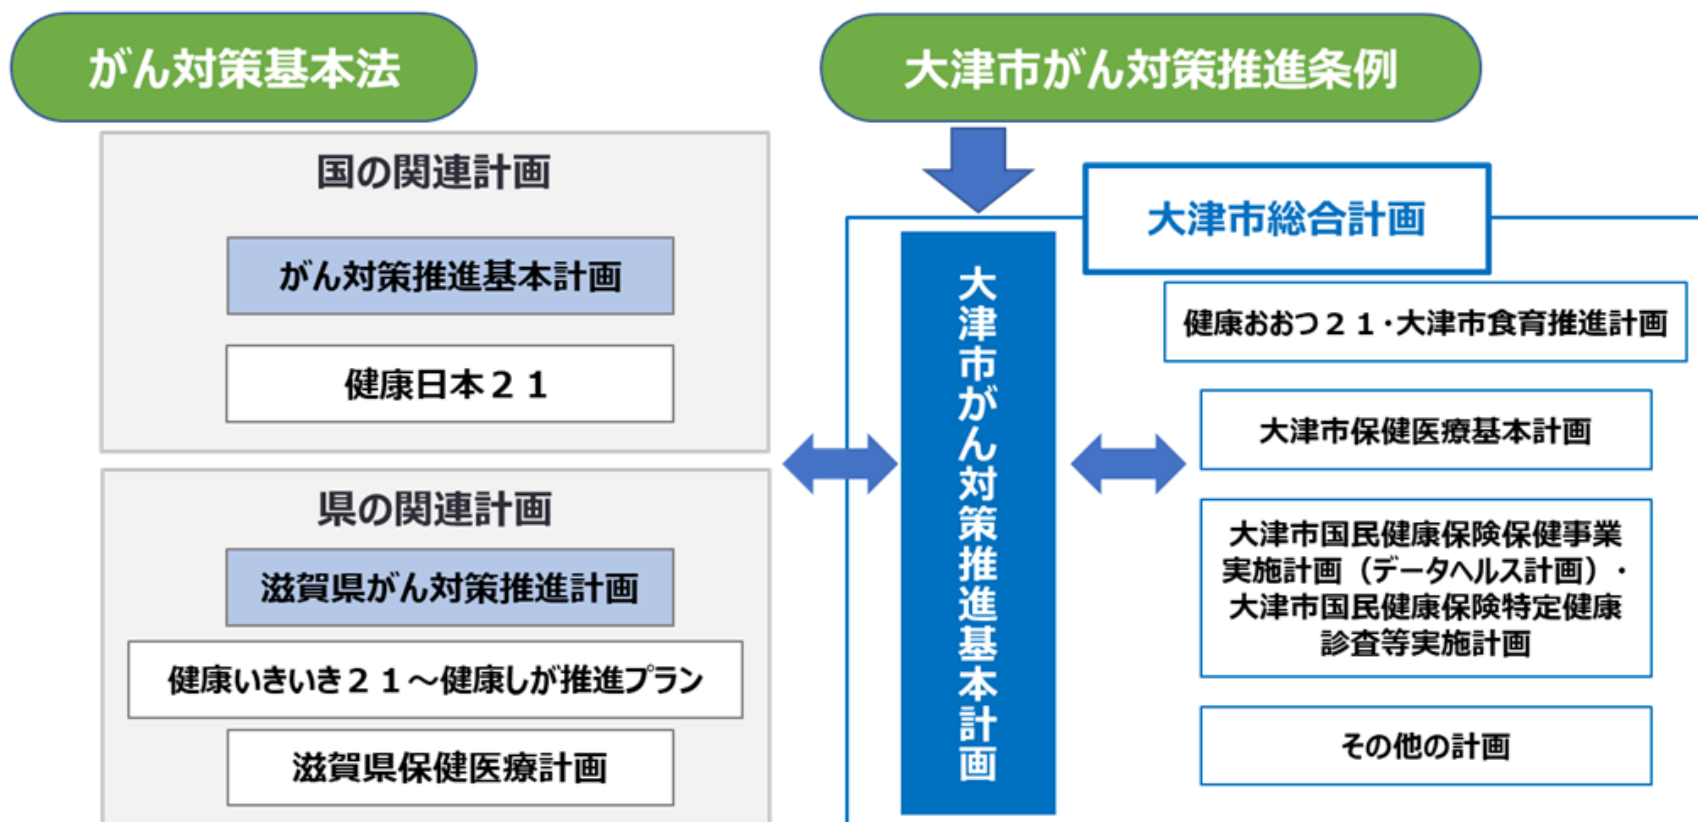 がん対策基本法
国の関連計画
がん対策推進基本計画
健康日本２１
県の関連計画
滋賀県がん対策推進計画
健康いきいき２１～健康しが推進プラン
滋賀県保健医療計画
大津市がん対策推進条例
大津市総合計画
大津市がん対策推進基本計画
健康おおつ２１・大津市食育推進計画
大津市保健医療基本計画
大津市国民健康保険保健事業
実施計画（データヘルス計画）・
大津市国民健康保険特定健康
診査等実施計画
その他の計画